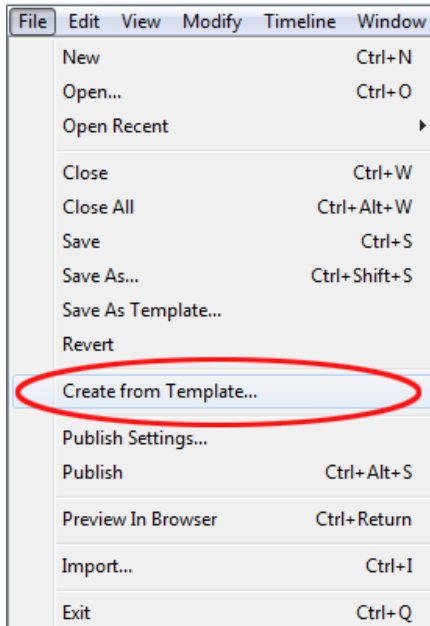 File Edit View Modify Timeline Window
New Ctrl+N
Open... Ctrl+O
Open Recent
Close Ctrl+W
Close All Ctrl+Alt+W
Save Ctrl+S
Save As... Ctrl+Shift+S
Save As Template...
Revert
Create from Template...
Publish Settings...
Publish Ctrl+Alt+S
Preview In Browser Ctrl+Return
Import... Ctrl+I
Exit Ctrl+Q